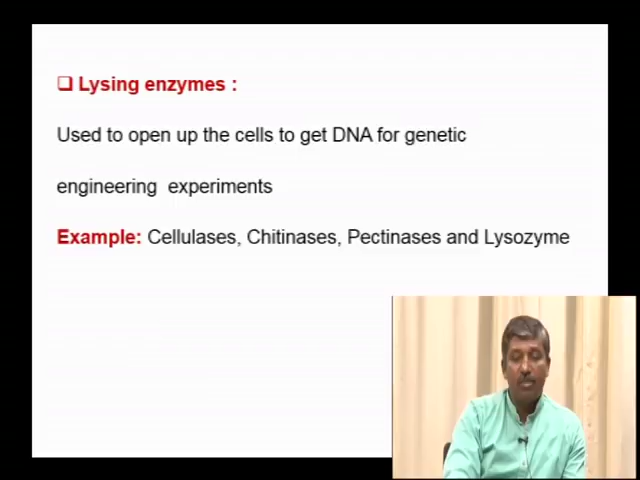 Lysing enzymes :
Used to open up the cells to get DNA for genetic
engineering experiments
Example: Cellulases, Chitinases, Pectinases and Lysozyme